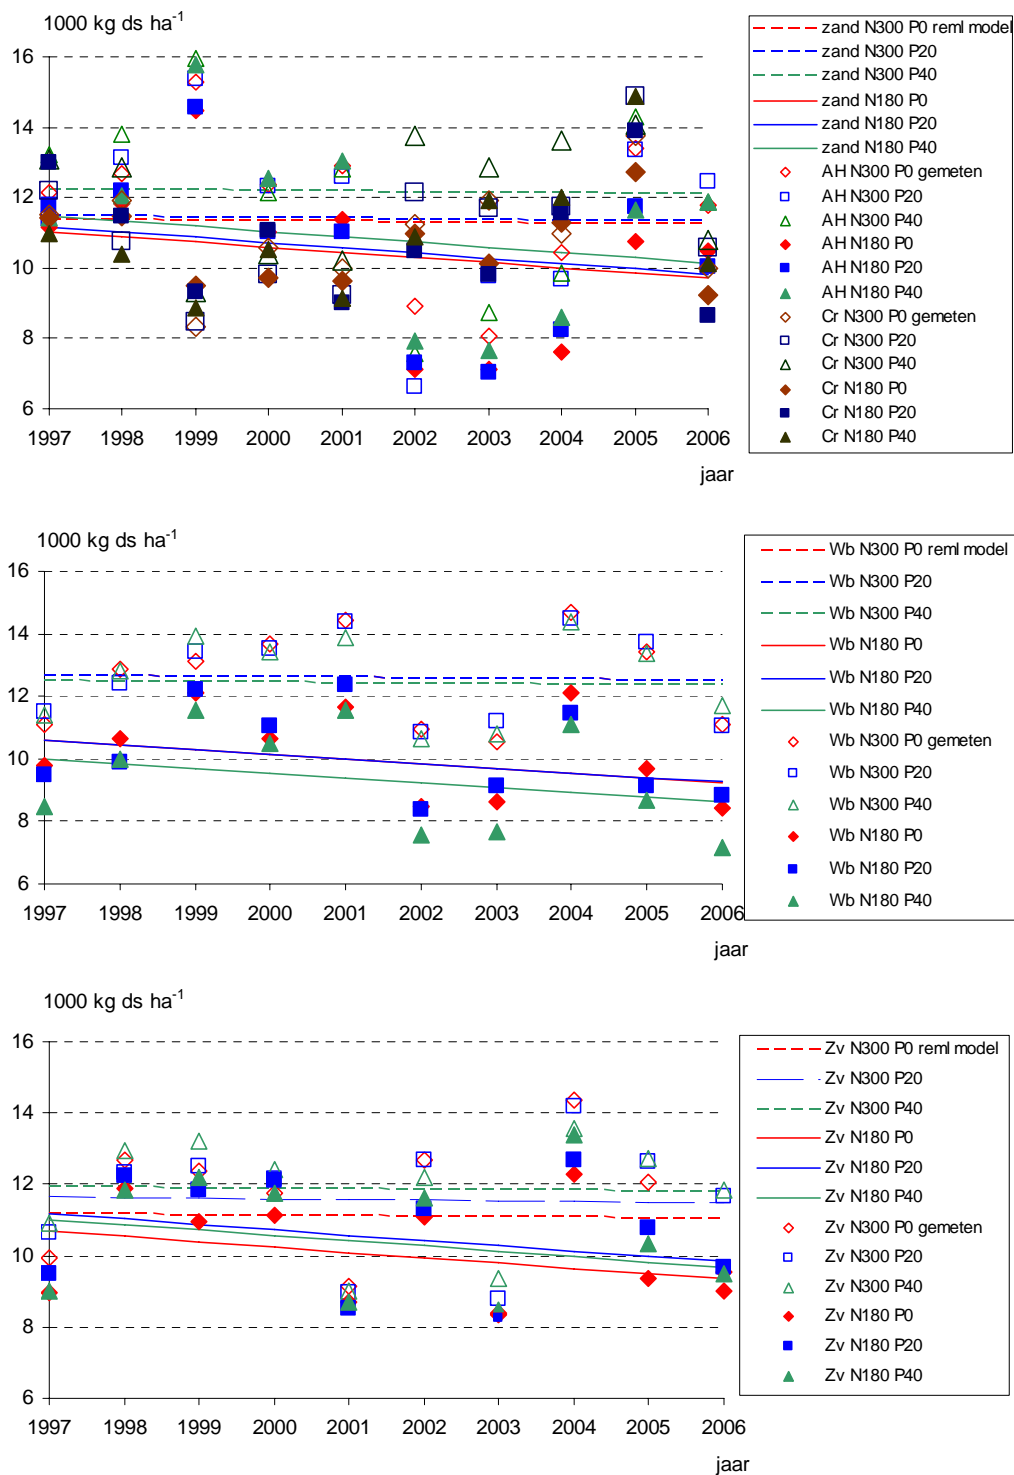 1000 kg ds ha-1
16
14
12
10
8
6
1997 1998 1999 2000 2001 2002 2003 2004 2005 2006
jaar
zand N300 P0 reml model
zand N300 P20
zand N300 P40
zand N180 P0
zand N180 P20
zand N180 P40
AH N300 P0 gemeten
AH N300 P20
AH N300 P40
AH N180 P0
AH N180 P20
AH N180 P40
Cr N300 P0 gemeten
Cr N300 P20
Cr N300 P40
Cr N180 P0
Cr N180 P20
Cr N180 P40
1000 kg ds ha-1
16
14
12
10
8
6
1997 1998 1999 2000 2001 2002 2003 2004 2005 2006
jaar
Wb N300 P0 reml model
Wb N300 P20
Wb N300 P40
Wb N180 P0
Wb N180 P20
Wb N180 P40
Wb N300 P0 gemeten
Wb N300 P20
Wb N300 P40
Wb N180 P0
Wb N180 P20
Wb N180 P40
1000 kg ds ha-1
16
14
12
10
8
6
1997 1998 1999 2000 2001 2002 2003 2004 2005 2006
jaar
Zv N300 P0 reml model
Zv N300 P20
Zv N300 P40
Zv N180 P0
Zv N180 P20
Zv N180 P40
Zv N300 P0 gemeten
Zv N300 P20
Zv N300 P40
Zv N180 P0
Zv N180 P20
Zv N180 P40